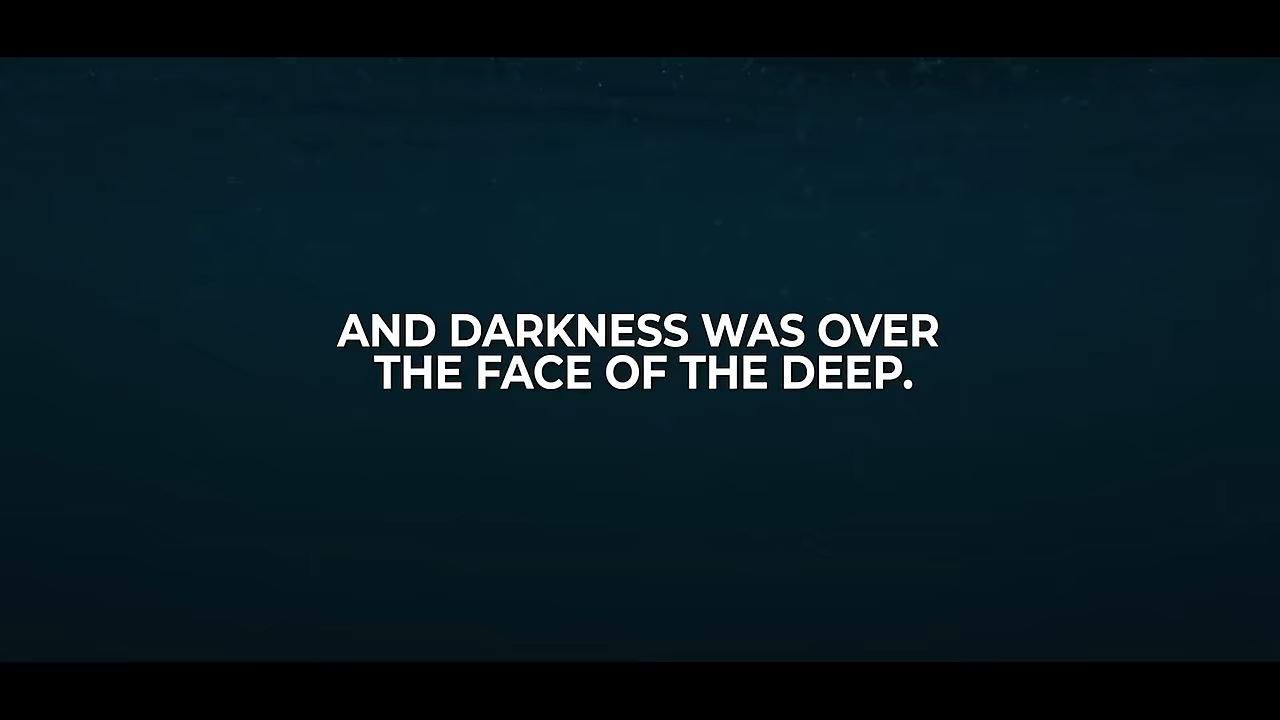 AND DARKNESS WAS OVER
THE FACE OF THE DEEP.